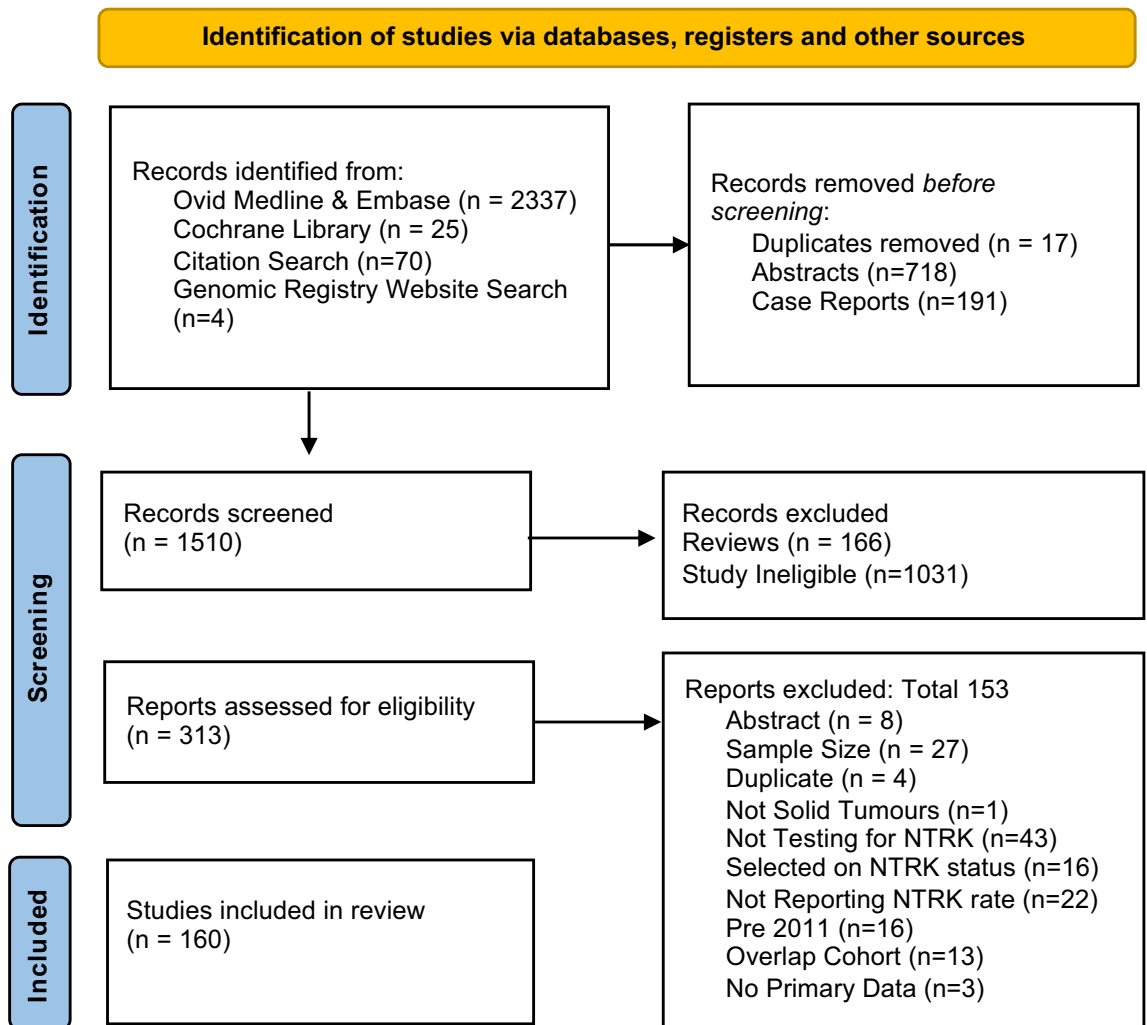 Identification of studies via databases, registers and other sources
Identification
Records identified from:
Ovid Medline & Embase (n = 2337)
Cochrane Library (n = 25)
Citation Search (n=70)
Genomic Registry Website Search
(n=4)
Records removed before
screening:
Duplicates removed (n = 17)
Abstracts (n=718)
Case Reports (n=191)
Screening
Records screened
(n = 1510)
Records excluded
Reviews (n = 166)
Study Ineligible (n=1031)
Reports assessed for eligibility
(n = 313)
Reports excluded: Total 153
Abstract (n = 8)
Sample Size (n = 27)
Duplicate (n = 4)
Not Solid Tumours (n=1)
Not Testing for NTRK (n=43)
Selected on NTRK status (n=16)
Not Reporting NTRK rate (n=22)
Pre 2011 (n=16)
Overlap Cohort (n=13)
No Primary Data (n=3)
Included
Studies included in review
(n = 160)